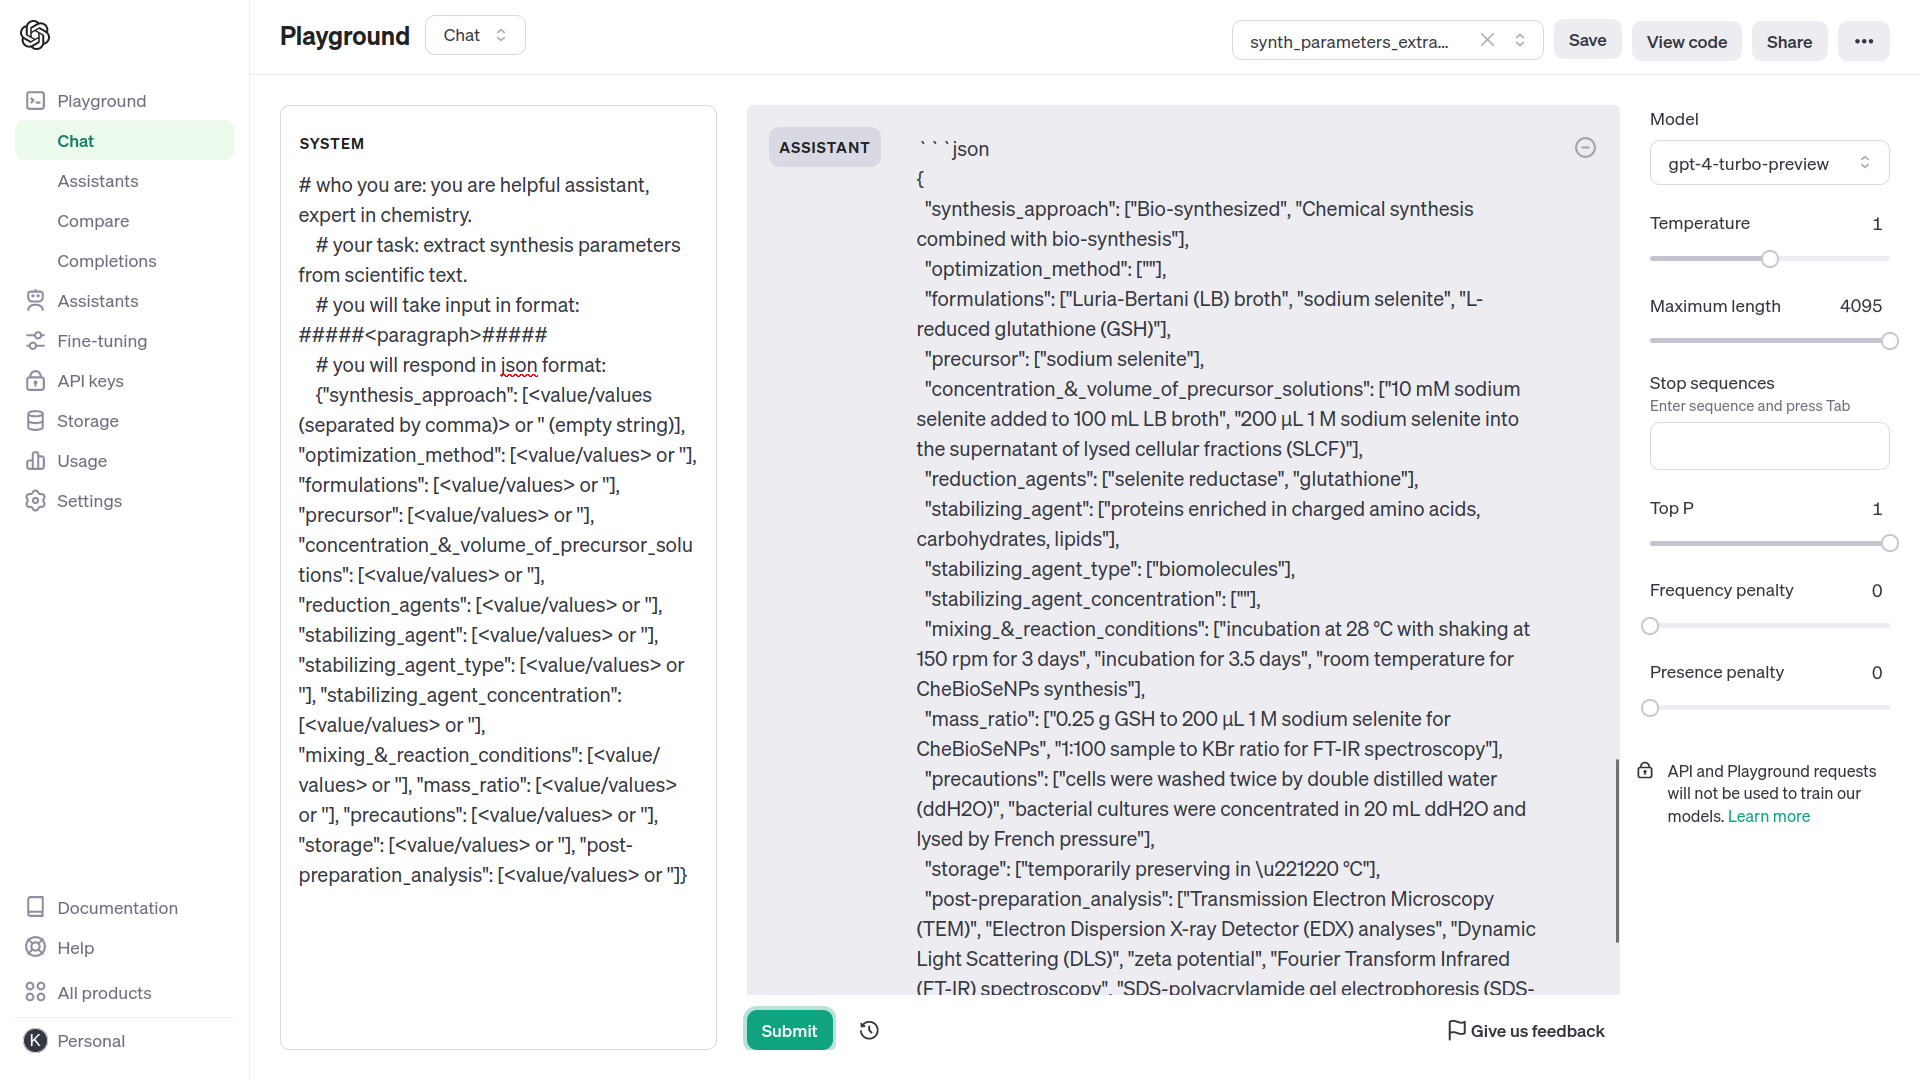 Playground
Chat
synth_parameters_extra...
Save
View code
Share
Playground
Chat
Assistants
Compare
Completions
Assistants
Fine-tuning
API keys
Storage
Usage
Settings
Documentation
Help
All products
K
Personal
SYSTEM
# who you are: you are helpful assistant,
expert in chemistry.
# your task: extract synthesis parameters
from scientific text.
# you will take input in format:
#####<paragraph>#####
# you will respond in json format:
{"synthesis_approach": [<value/values
(separated by comma)> or '' (empty string)],
"optimization_method": [<value/values> or ''],
"formulations": [<value/values> or ''],
"precursor": [<value/values> or ''],
"concentration_&_volume_of_precursor_solu
tions": [<value/values> or ''],
"reduction_agents": [<value/values> or ''],
"stabilizing_agent": [<value/values> or ''],
"stabilizing_agent_type": [<value/values> or
''], "stabilizing_agent_concentration":
[<value/values> or ''],
"mixing_&_reaction_conditions": [<value/
values> or ''], "mass_ratio": [<value/values>
or ''], "precautions": [<value/values> or ''],
"storage": [<value/values> or ''], "post-
preparation_analysis": [<value/values> or '']}
ASSISTANT
```json
{
"synthesis_approach": ["Bio-synthesized", "Chemical synthesis
combined with bio-synthesis"],
"optimization_method": [""],
"formulations": ["Luria-Bertani (LB) broth", "sodium selenite", "L-
reduced glutathione (GSH)"],
"precursor": ["sodium selenite"],
"concentration_&_volume_of_precursor_solutions": ["10 mM sodium
selenite added to 100 mL LB broth", "200 µL 1 M sodium selenite into
the supernatant of lysed cellular fractions (SLCF)"],
"reduction_agents": ["selenite reductase", "glutathione"],
"stabilizing_agent": ["proteins enriched in charged amino acids,
carbohydrates, lipids"],
"stabilizing_agent_type": ["biomolecules"],
"stabilizing_agent_concentration": [""],
"mixing_&_reaction_conditions": ["incubation at 28 °C with shaking at
150 rpm for 3 days", "incubation for 3.5 days", "room temperature for
CheBioSeNPs synthesis"],
"mass_ratio": ["0.25 g GSH to 200 µL 1 M sodium selenite for
CheBioSeNPs", "1:100 sample to KBr ratio for FT-IR spectroscopy"],
"precautions": ["cells were washed twice by double distilled water
(ddH2O)", "bacterial cultures were concentrated in 20 mL ddH2O and
lysed by French pressure"],
"storage": ["temporarily preserving in \u221220 °C"],
"post-preparation_analysis": ["Transmission Electron Microscopy
(TEM)", "Electron Dispersion X-ray Detector (EDX) analyses", "Dynamic
Light Scattering (DLS)", "zeta potential", "Fourier Transform Infrared
(FT-IR) spectroscopy", "SDS-polyacrylamide gel electrophoresis (SDS-
Submit
Give us feedback
Model
gpt-4-turbo-preview
Temperature 1
Maximum length 4095
Stop sequences
Enter sequence and press Tab
Top P 1
Frequency penalty 0
Presence penalty 0
API and Playground requests
will not be used to train our
models. Learn more